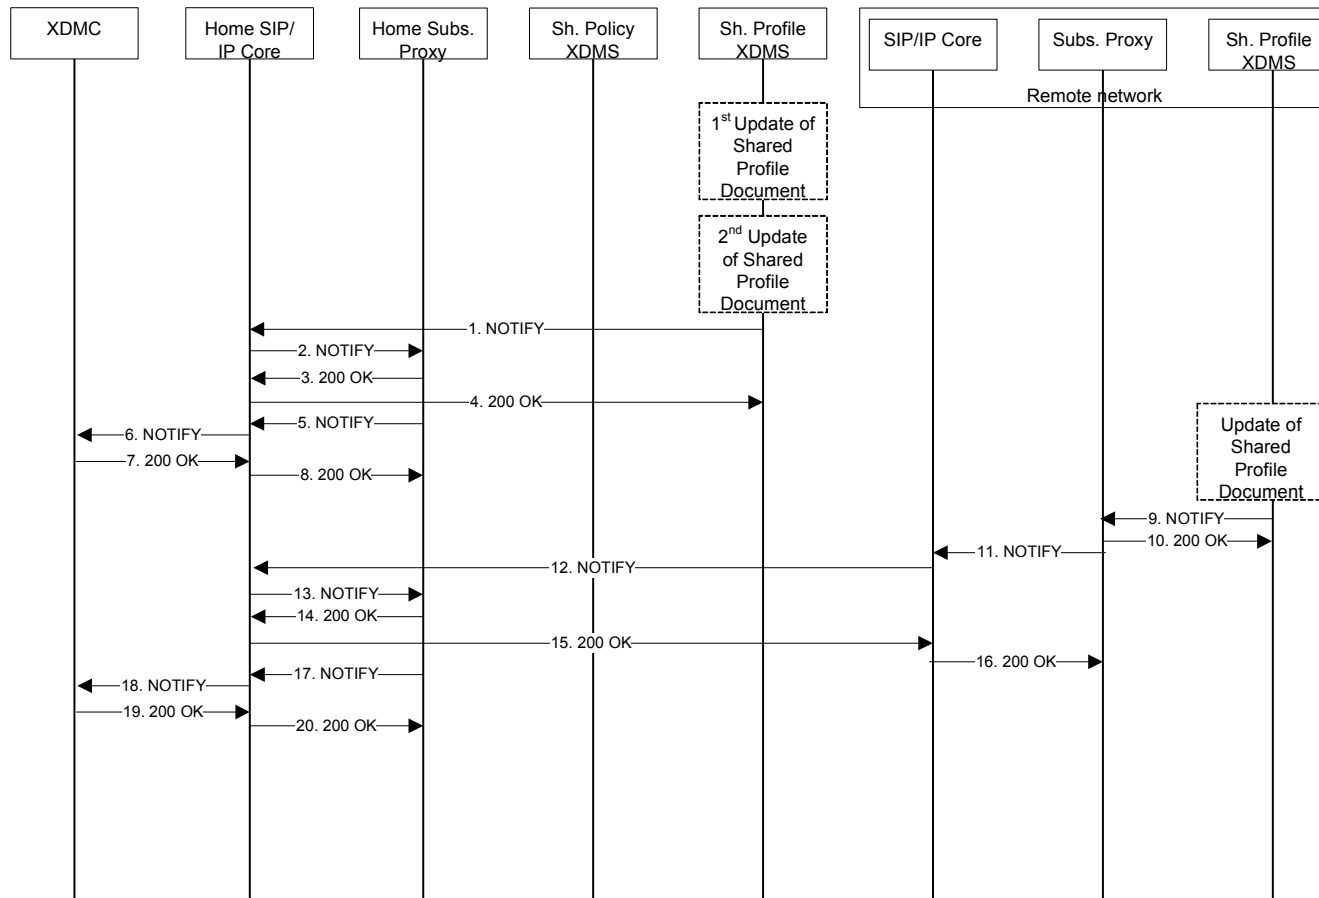 XDMC
Home SIP/
IP Core
Home Subs.
Proxy
Sh. Policy
XDMS
Sh. Profile
XDMS
SIP/IP Core
Subs. Proxy
Sh. Profile
XDMS
Remote network
1st Update of
Shared
Profile
Document
2nd Update
of Shared
Profile
Document
1. NOTIFY
2. NOTIFY
3. 200 OK
4. 200 OK
5. NOTIFY
6. NOTIFY
7. 200 OK
8. 200 OK
Update of
Shared
Profile
Document
9. NOTIFY
10. 200 OK
11. NOTIFY
12. NOTIFY
13. NOTIFY
14. 200 OK
15. 200 OK
16. 200 OK
17. NOTIFY
18. NOTIFY
19. 200 OK
20. 200 OK